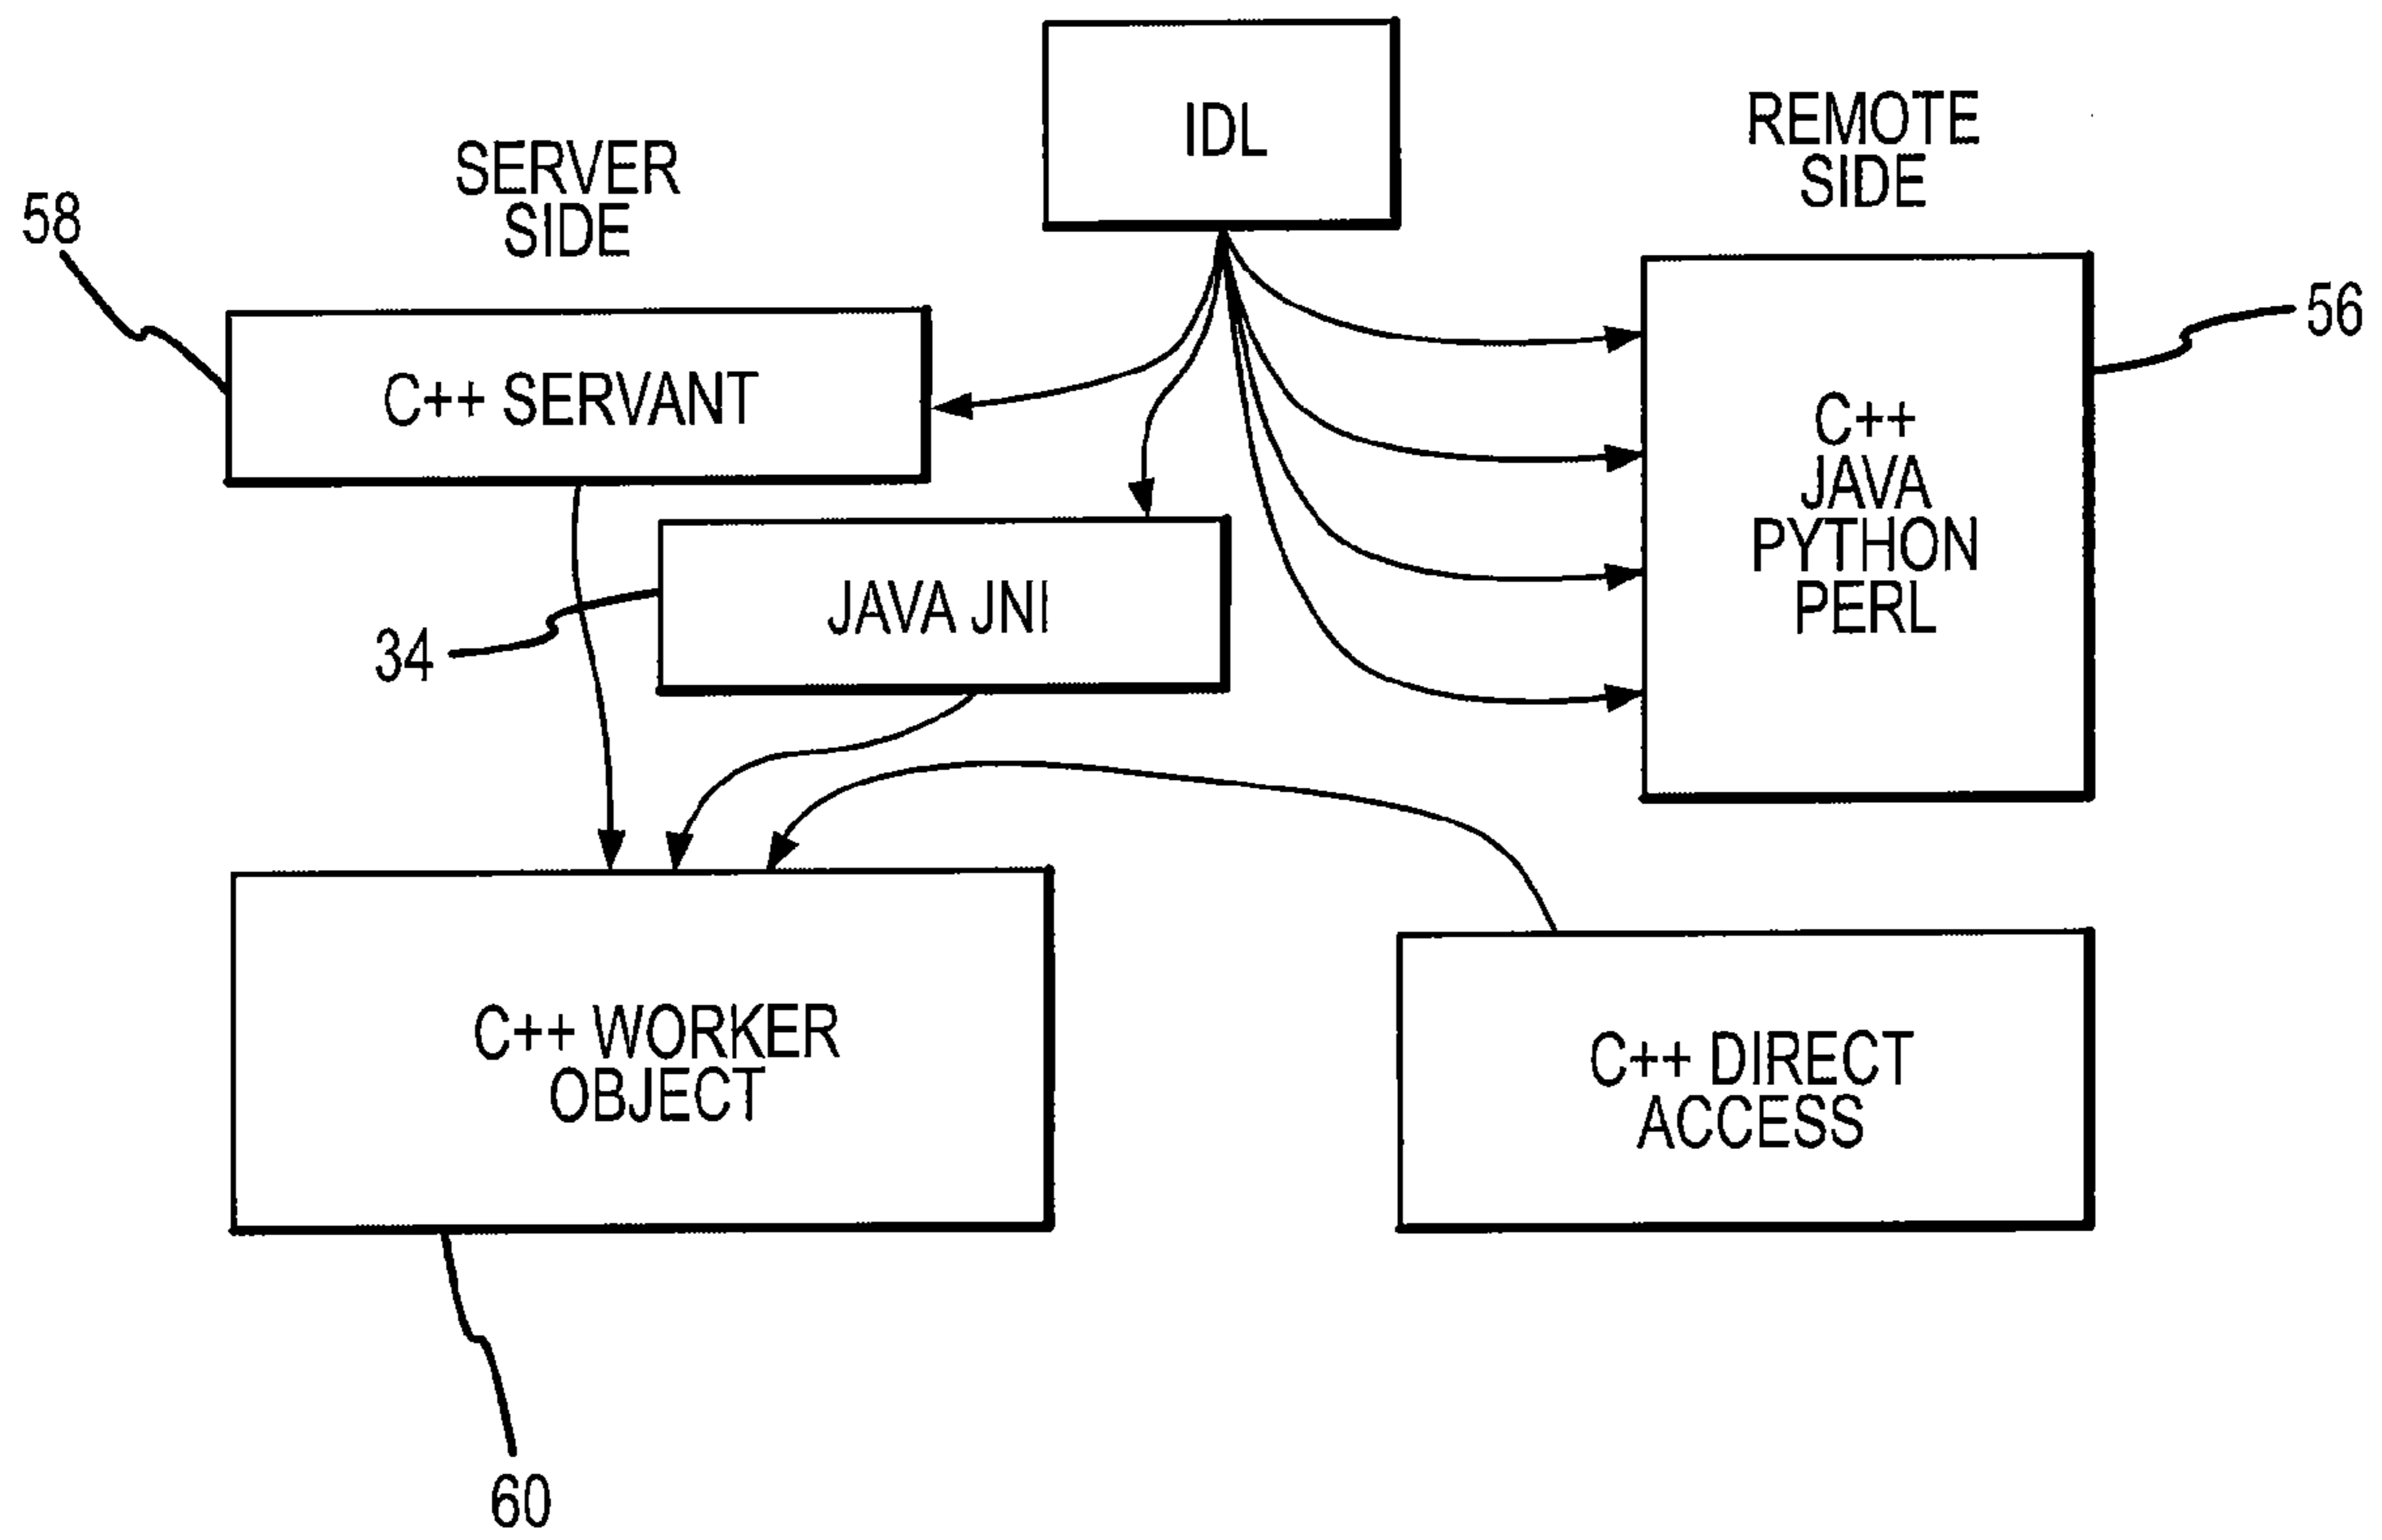 IDL
SERVER
SIDE
REMOTE
SIDE
58
56
C++ SERVANT
C++
JAVA
PYTHON
PERL
JAVA JNI
34
C++ WORKER
OBJECT
C++ DIRECT
ACCESS
60